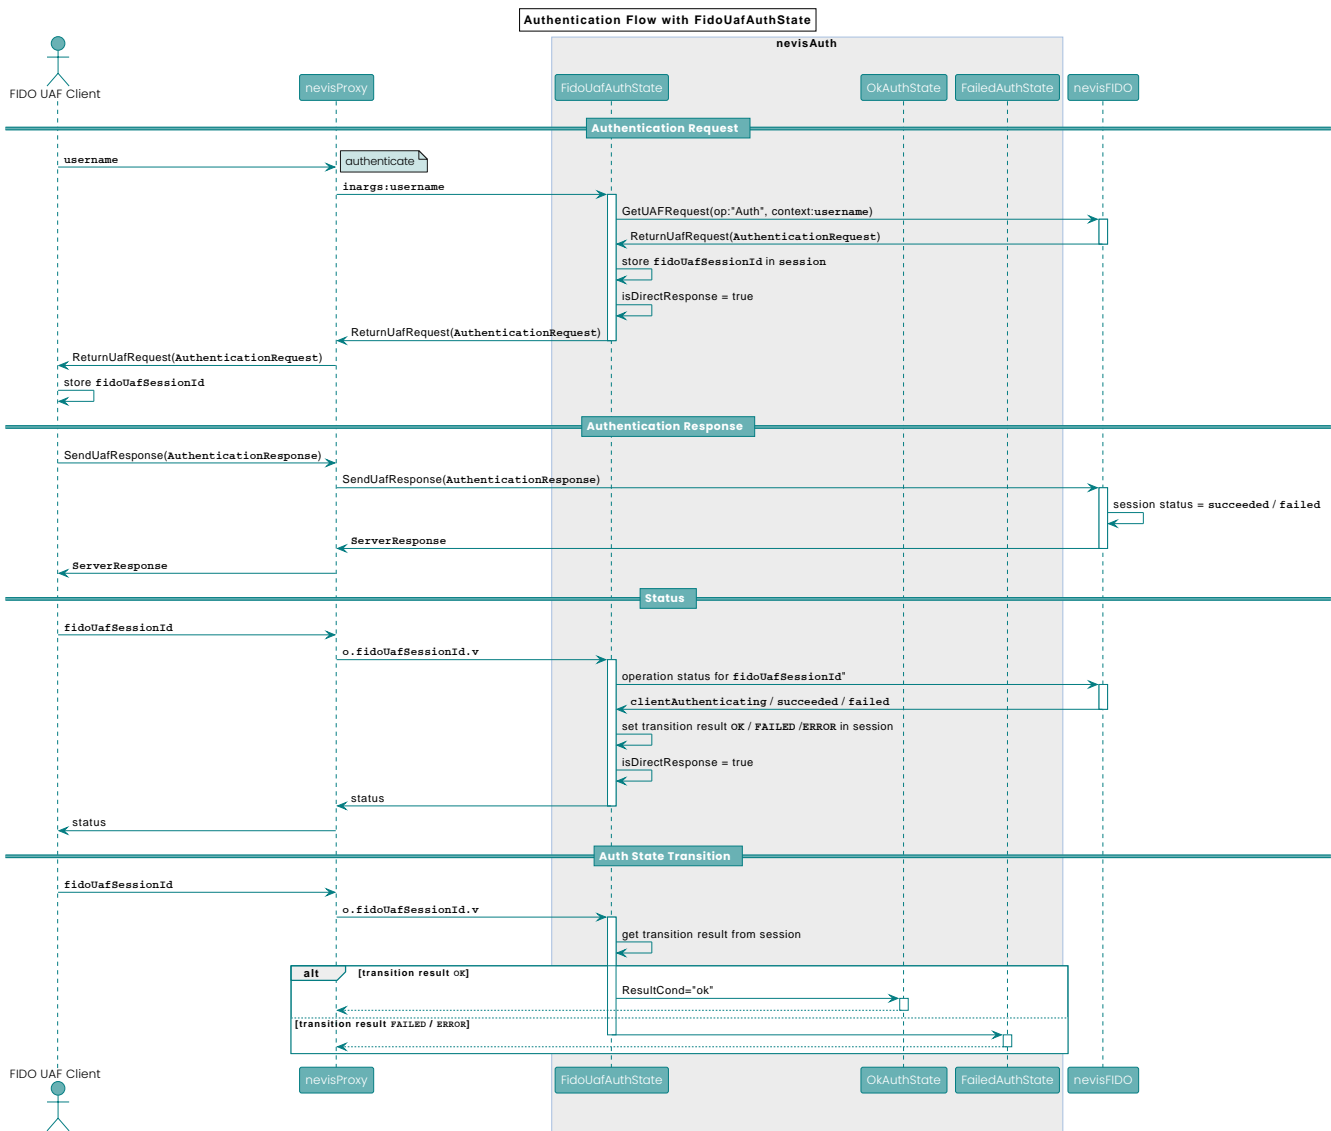 Authentication Flow with FidoUafAuthState
nevisAuth
FIDO UAF Client
nevisProxy
FidoUafAuthState
OkAuthState
FailedAuthState
nevisFIDO
Authentication Request
username
authenticate
inargs:username
GetUAFRequest(op:"Auth", context:username)
ReturnUafRequest(AuthenticationRequest)
store fidoUafSessionId in session
isDirectResponse = true
ReturnUafRequest(AuthenticationRequest)
ReturnUafRequest(AuthenticationRequest)
store fidoUafSessionId
Authentication Response
SendUafResponse(AuthenticationResponse)
SendUafResponse(AuthenticationResponse)
session status = succeeded / failed
ServerResponse
ServerResponse
Status
fidoUafSessionId
o.fidoUafSessionId.v
operation status for fidoUafSessionId"
clientAuthenticating / succeeded / failed
set transition result OK / FAILED /ERROR in session
isDirectResponse = true
status
status
Auth State Transition
fidoUafSessionId
o.fidoUafSessionId.v
get transition result from session
alt
[transition result OK]
ResultCond="ok"
[transition result FAILED / ERROR]
FIDO UAF Client
nevisProxy
FidoUafAuthState
OkAuthState
FailedAuthState
nevisFIDO